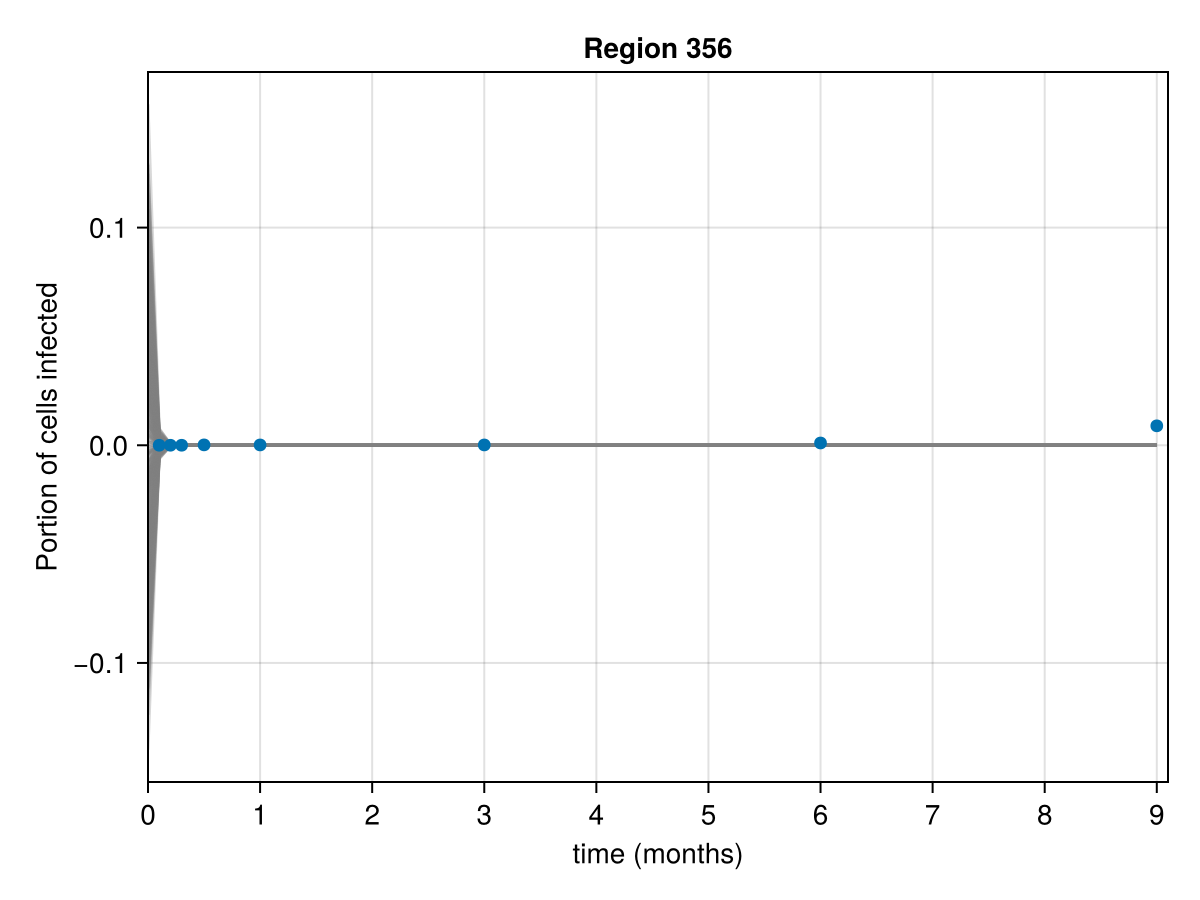 Region 356
Portion of cells infected
0.1
0.0
−0.1
0 1 2 3 4 5 6 7 8 9
time (months)